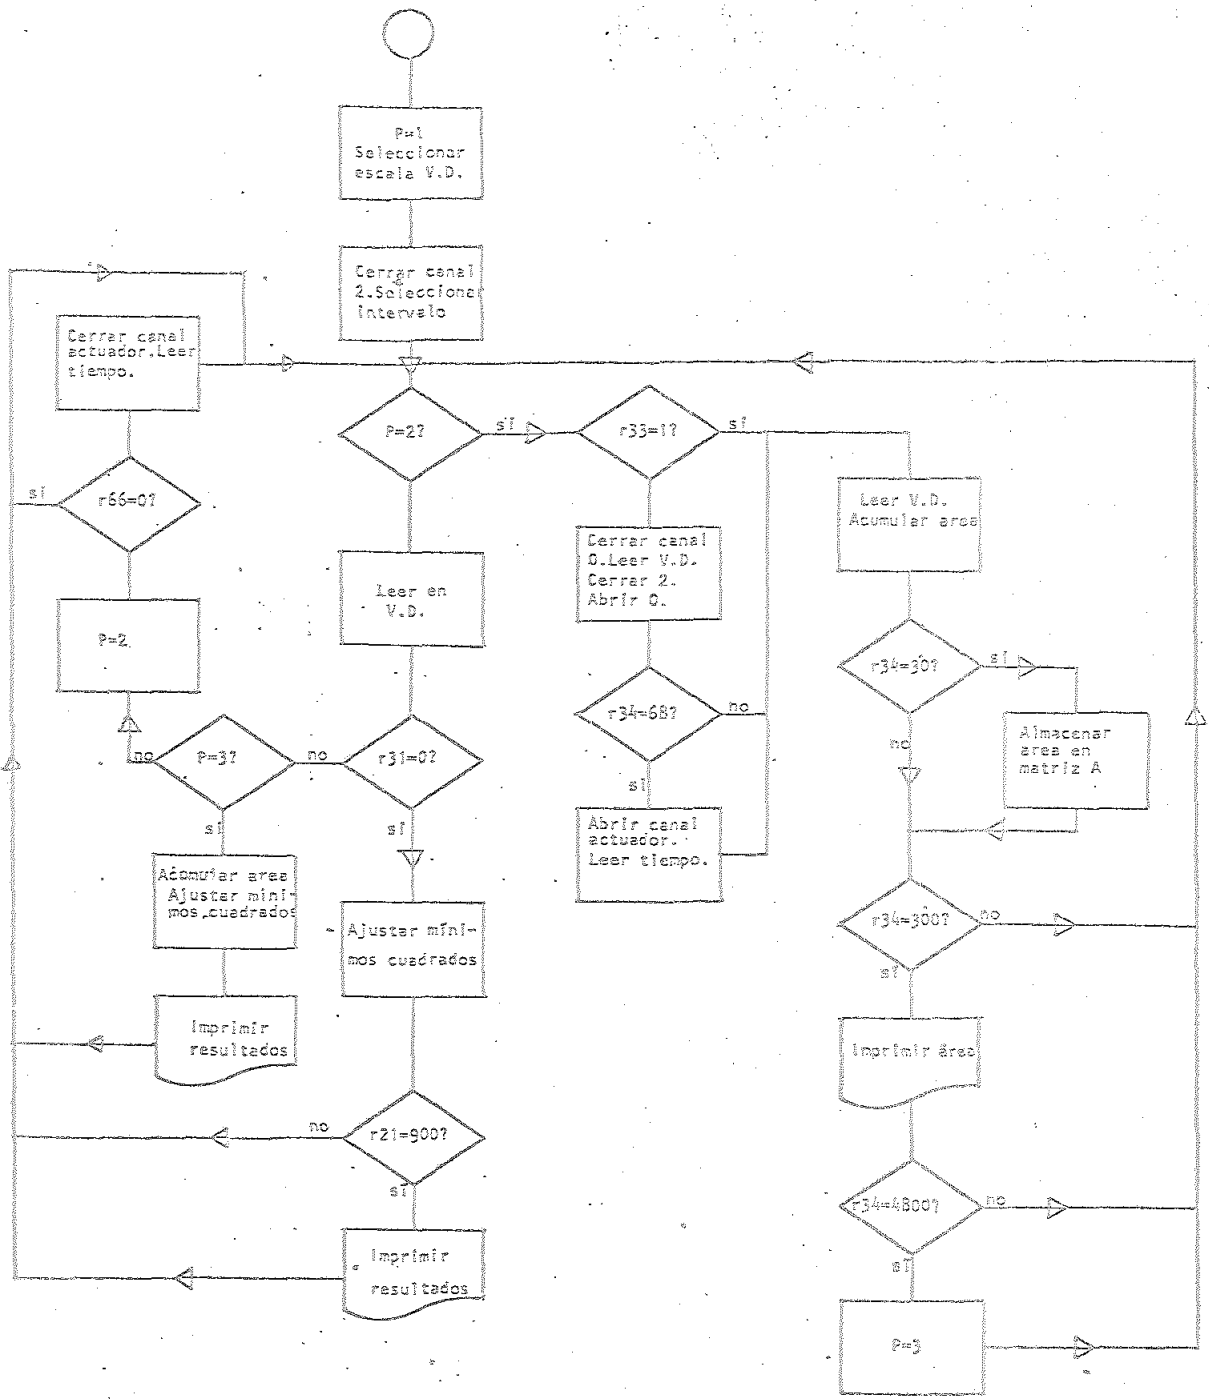 P=1
Seleccionar
escala V.D.
Cerrar canal
2.Seleccionar
intervalo
Cerrar canal
actuador.Leer
tiempo.
P=2?
sí
r33=1?
sí
Leer V.D.
Acumular area
sí
r66=0?
Cerrar canal
0.Leer V.D.
Cerrar 2.
Abrir 0.
Leer en
V.D.
P=2
r34=30?
sí
no
Almacenar
area en
matriz A
r34=68?
no
sí
no
P=3?
no
r31=0?
sí
sí
Abrir canal
actuador.
Leer tiempo.
Acomular area
Ajustar míni-
mos cuadrados
Ajustar míni-
mos cuadrados
r34=300?
no
sí
Imprimir
resultados
Imprimir área
no
r21=900?
sí
r34=4800?
no
sí
Imprimir
resultados
P=3